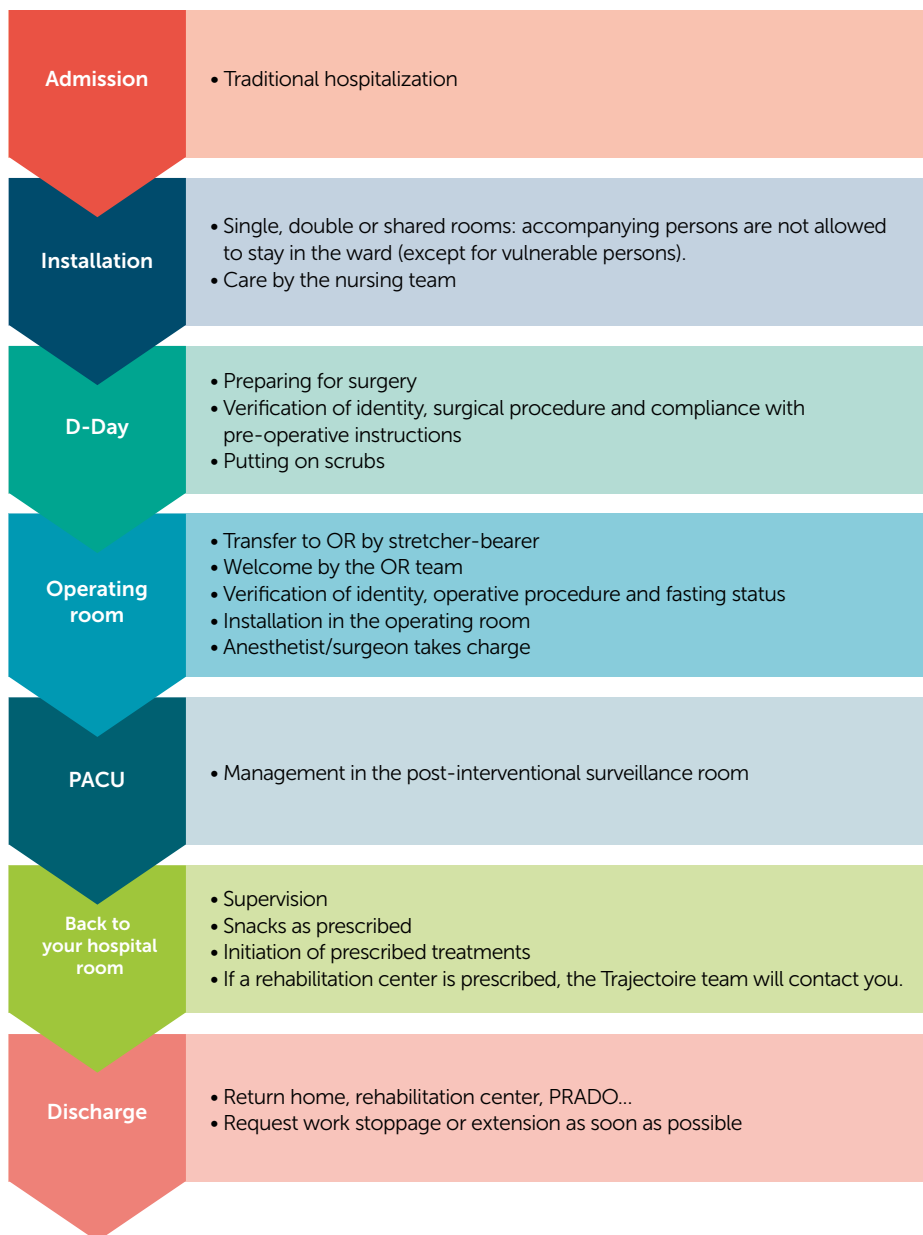 Admission
• Traditional hospitalization
Installation
• Single, double or shared rooms: accompanying persons are not allowed
to stay in the ward (except for vulnerable persons).
• Care by the nursing team
D-Day
• Preparing for surgery
• Verification of identity, surgical procedure and compliance with
pre-operative instructions
• Putting on scrubs
Operating
room
• Transfer to OR by stretcher-bearer
• Welcome by the OR team
• Verification of identity, operative procedure and fasting status
• Installation in the operating room
• Anesthetist/surgeon takes charge
PACU
• Management in the post-interventional surveillance room
Back to
your hospital
room
• Supervision
• Snacks as prescribed
• Initiation of prescribed treatments
• If a rehabilitation center is prescribed, the Trajectoire team will contact you.
Discharge
• Return home, rehabilitation center, PRADO...
• Request work stoppage or extension as soon as possible